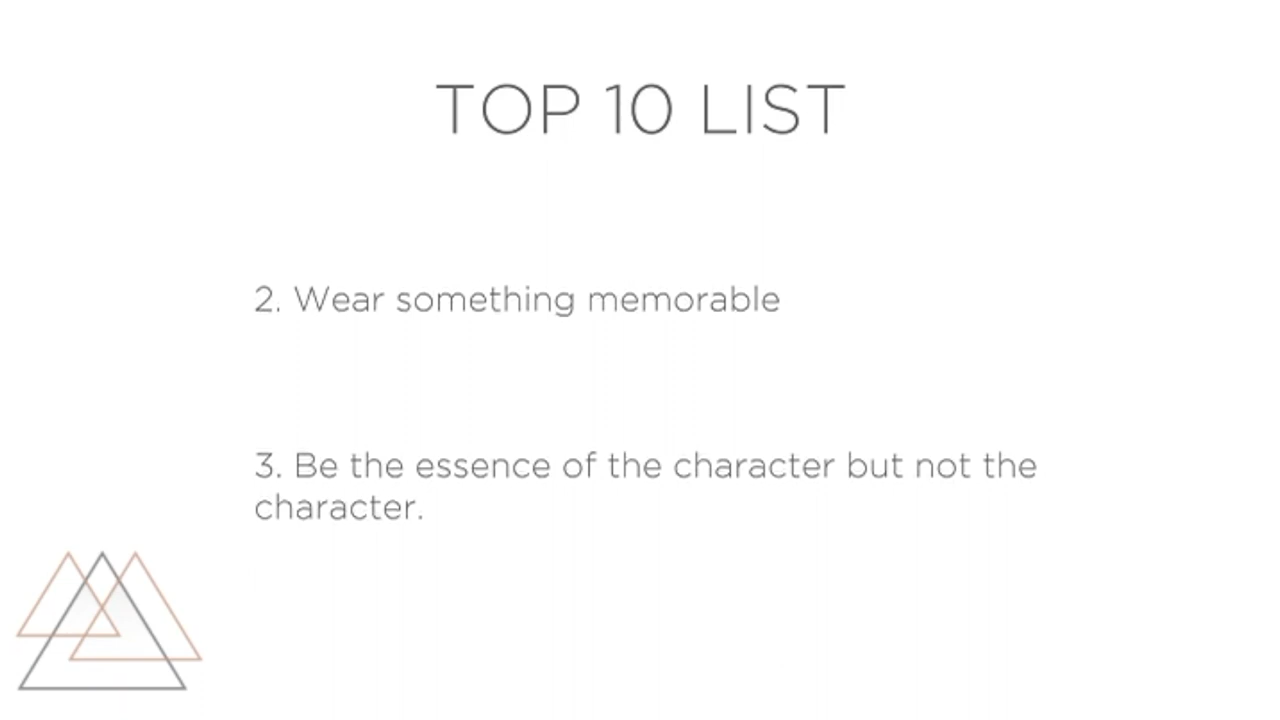 TOP 10 LIST
2. Wear something memorable
3. Be the essence of the character but not the
character.